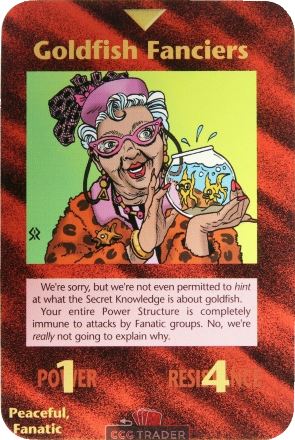 Goldfish Fanciers
SR
We're sorry, but we're not even permitted to hint
at what the Secret Knowledge is about goldfish.
Your entire Power Structure is completely
immune to attacks by Fanatic groups. No, we're
really not going to explain why.
POWER 1 RESISTANCE 4
Peaceful,
Fanatic
CCG TRADER